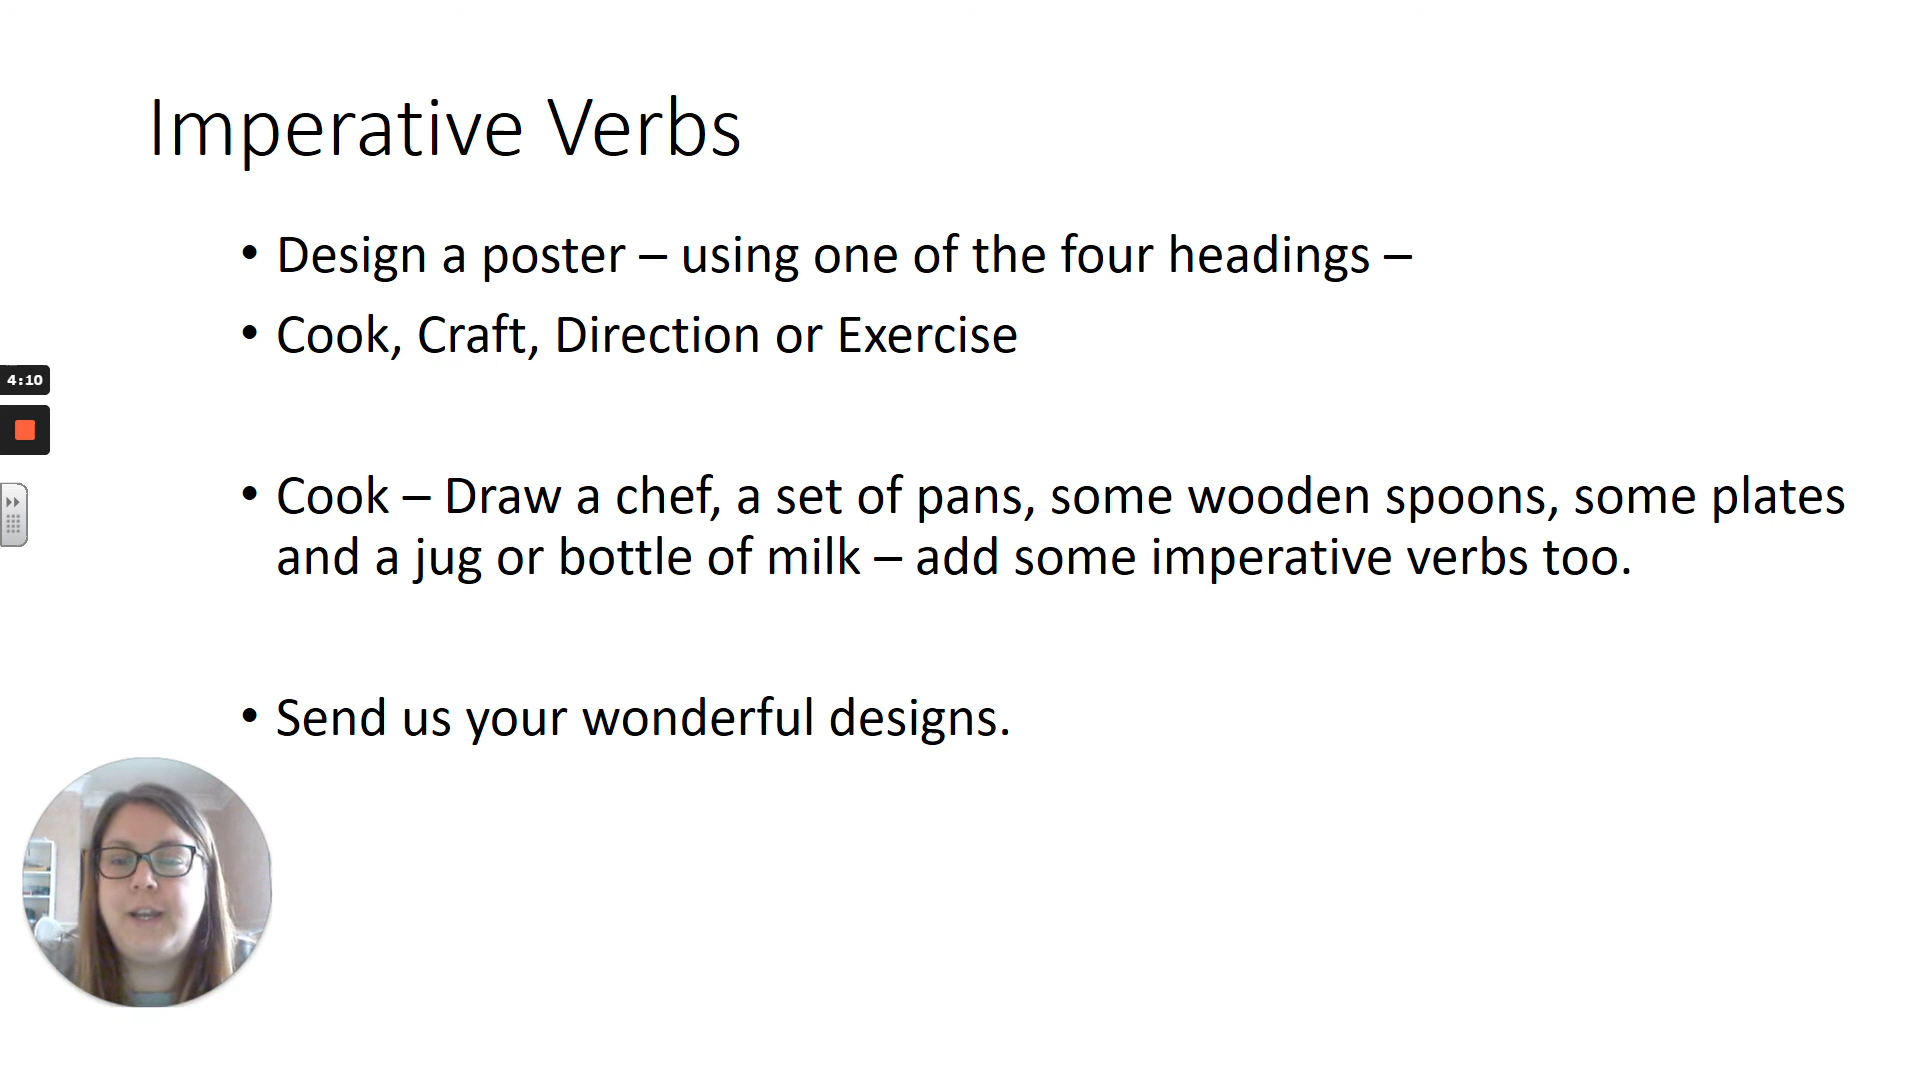 Imperative Verbs
• Design a poster – using one of the four headings –
• Cook, Craft, Direction or Exercise
4:10
• Cook – Draw a chef, a set of pans, some wooden spoons, some plates
and a jug or bottle of milk – add some imperative verbs too.
• Send us your wonderful designs.